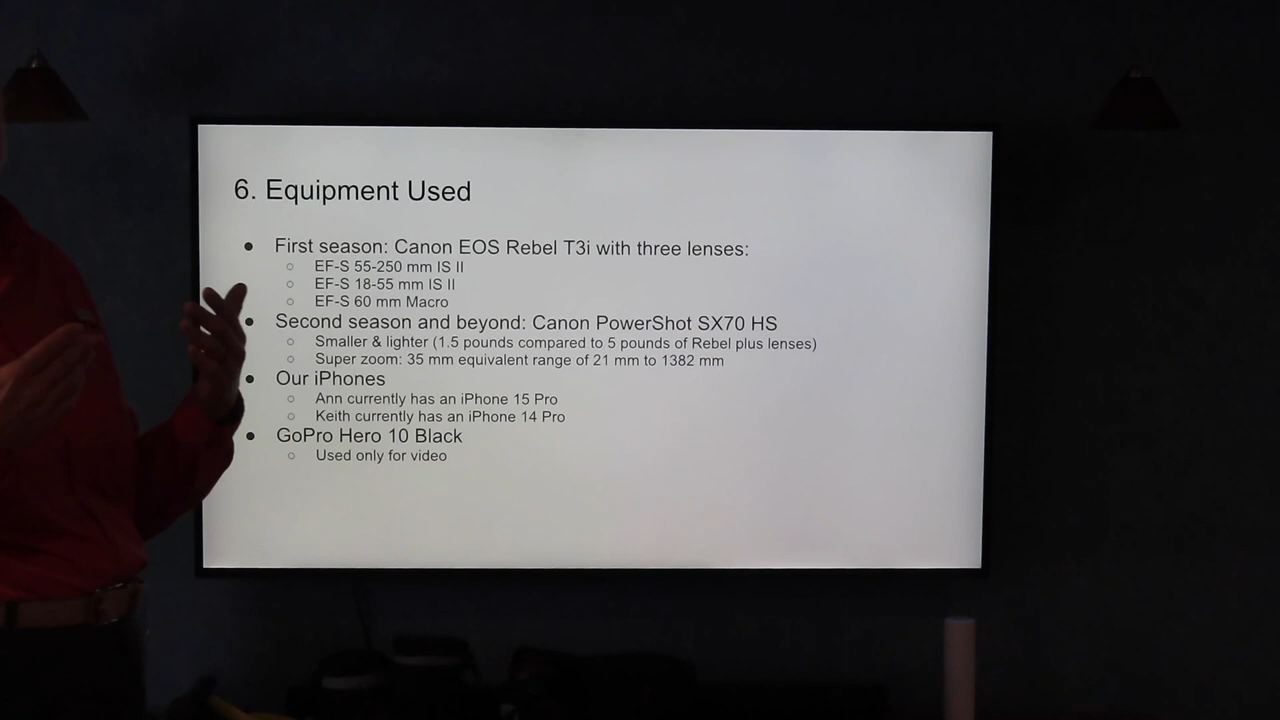 6. Equipment Used
● First season: Canon EOS Rebel T3i with three lenses:
○ EF-S 55-250 mm IS II
○ EF-S 18-55 mm IS II
○ EF-S 60 mm Macro
● Second season and beyond: Canon PowerShot SX70 HS
○ Smaller & lighter (1.5 pounds compared to 5 pounds of Rebel plus lenses)
○ Super zoom: 35 mm equivalent range of 21 mm to 1382 mm
● Our iPhones
○ Ann currently has an iPhone 15 Pro
○ Keith currently has an iPhone 14 Pro
● GoPro Hero 10 Black
○ Used only for video